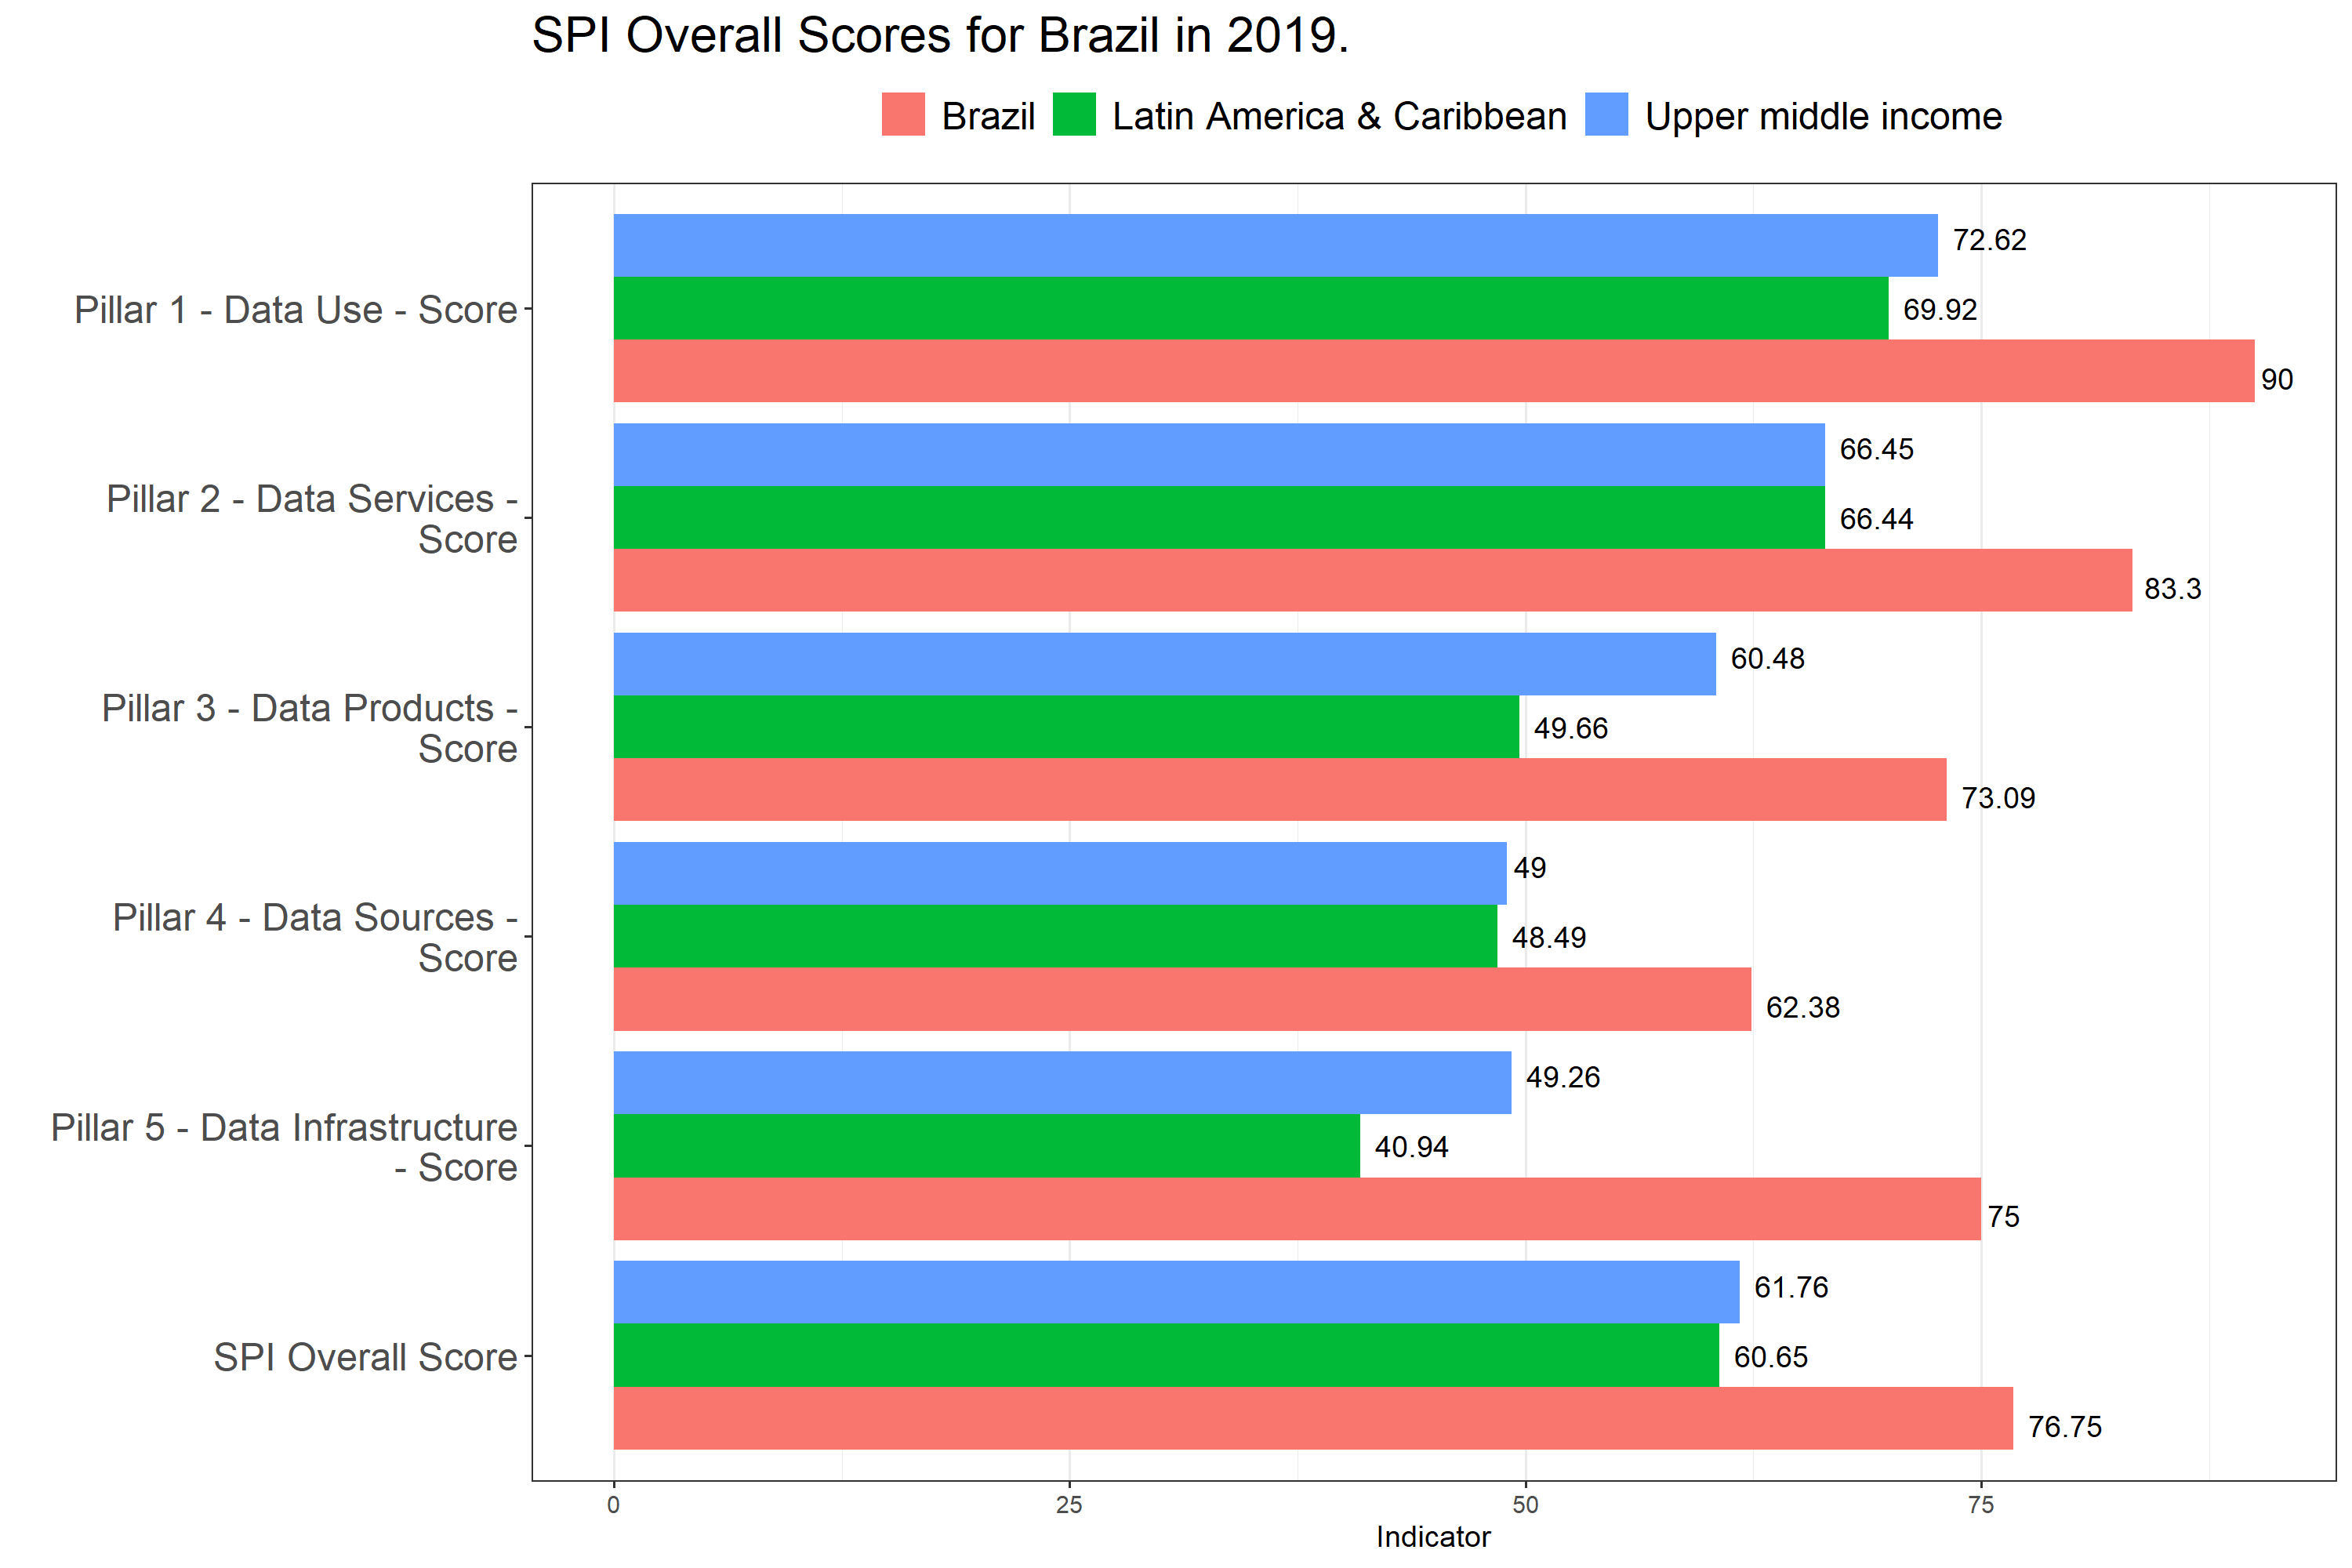 SPI Overall Scores for Brazil in 2019.
Brazil Latin America & Caribbean Upper middle income
Pillar 1 - Data Use - Score
72.62
69.92
90
Pillar 2 - Data Services -
Score
66.45
66.44
83.3
Pillar 3 - Data Products -
Score
60.48
49.66
73.09
Pillar 4 - Data Sources -
Score
49
48.49
62.38
Pillar 5 - Data Infrastructure
- Score
49.26
40.94
75
SPI Overall Score
61.76
60.65
76.75
0 25 50 75
Indicator